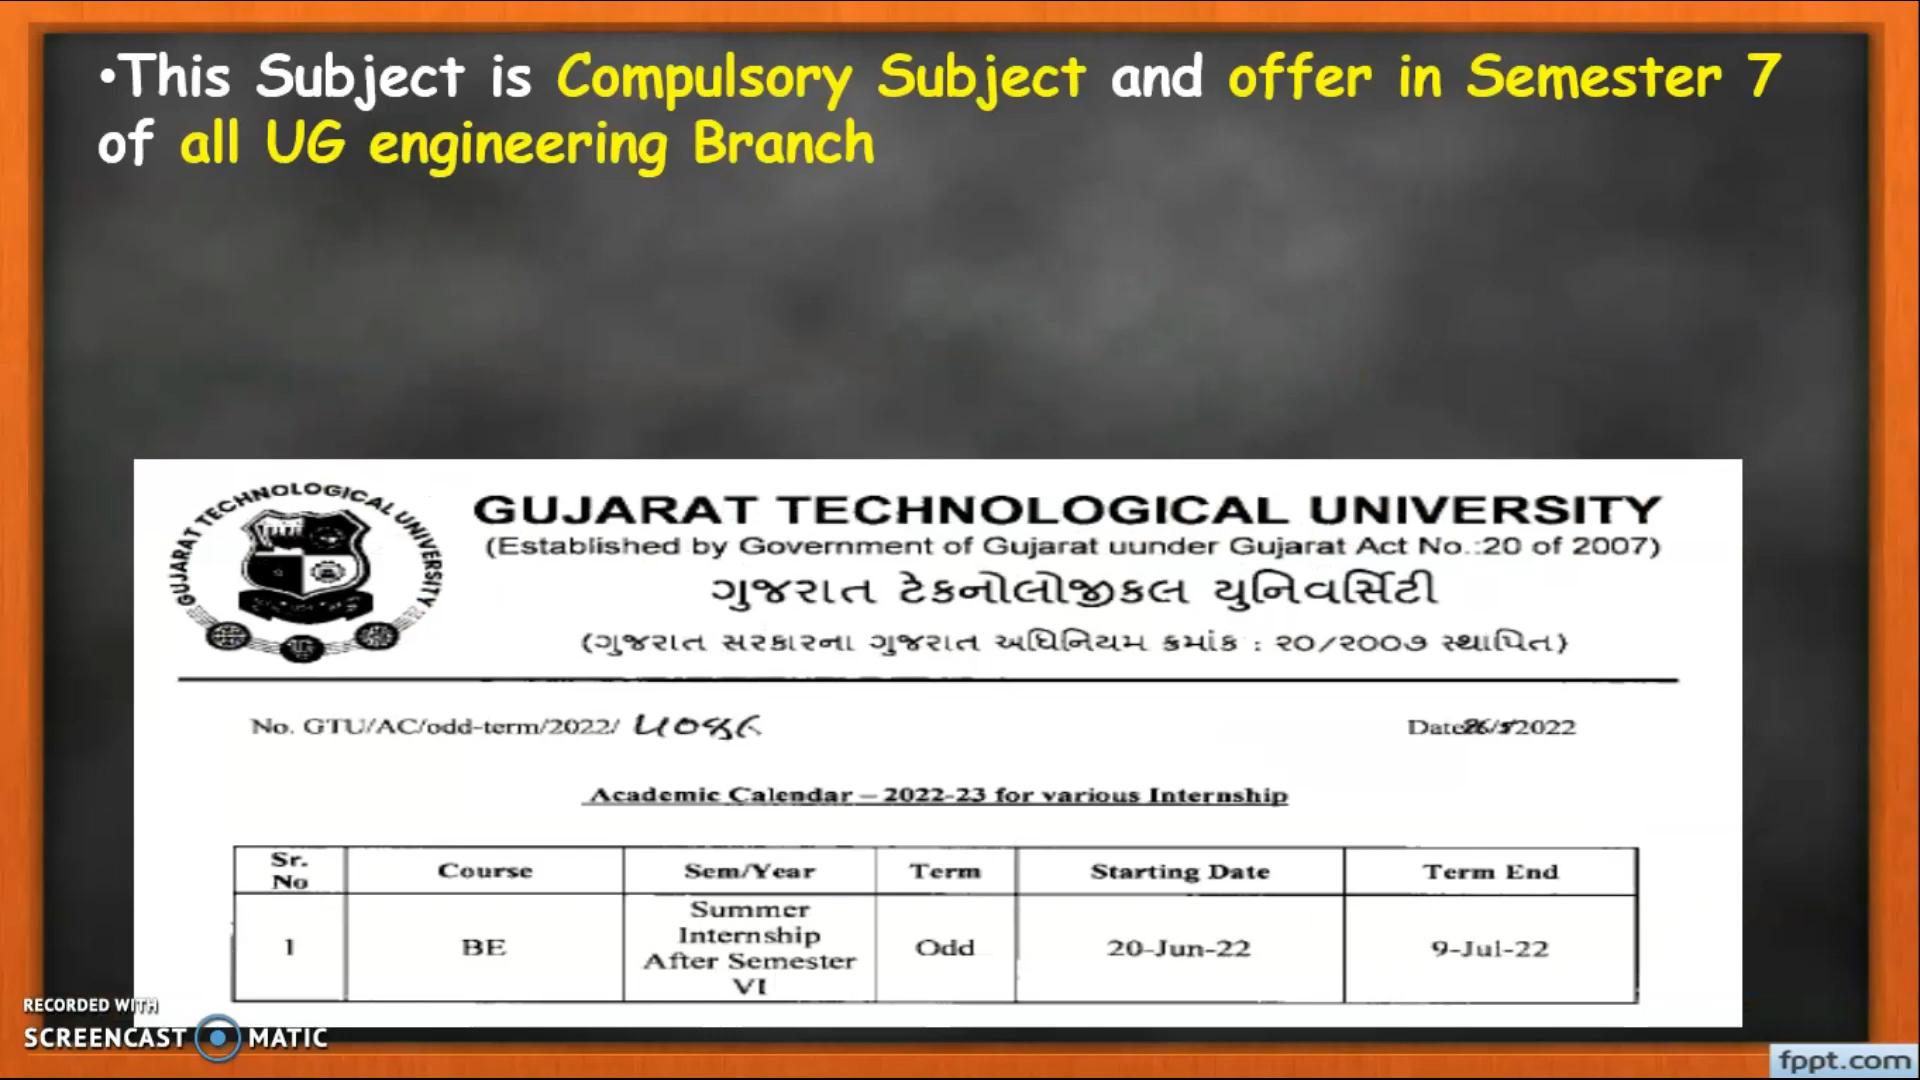 •This Subject is Compulsory Subject and offer in Semester 7
of all UG engineering Branch
GUJARAT TECHNOLOGICAL UNIVERSITY
GUJARAT TECHNOLOGICAL UNIVERSITY
(Established by Government of Gujarat uunder Gujarat Act No.:20 of 2007)
ગુજરાત ટેકનોલોજીકલ યુનિવર્સિટી
(ગુજરાત સરકારના ગુજરાત અધિનિયમ ક્રમાંક : ૨૦/૨૦૦૭ સ્થાપિત)
No. GTU/AC/odd-term/2022/
Date 26/5 2022
Academic Calendar – 2022-23 for various Internship
Sr. No Course Sem/Year Term Starting Date Term End
1 BE Summer Internship After Semester VI Odd 20-Jun-22 9-Jul-22
RECORDED WITH
SCREENCAST MATIC
fppt.com